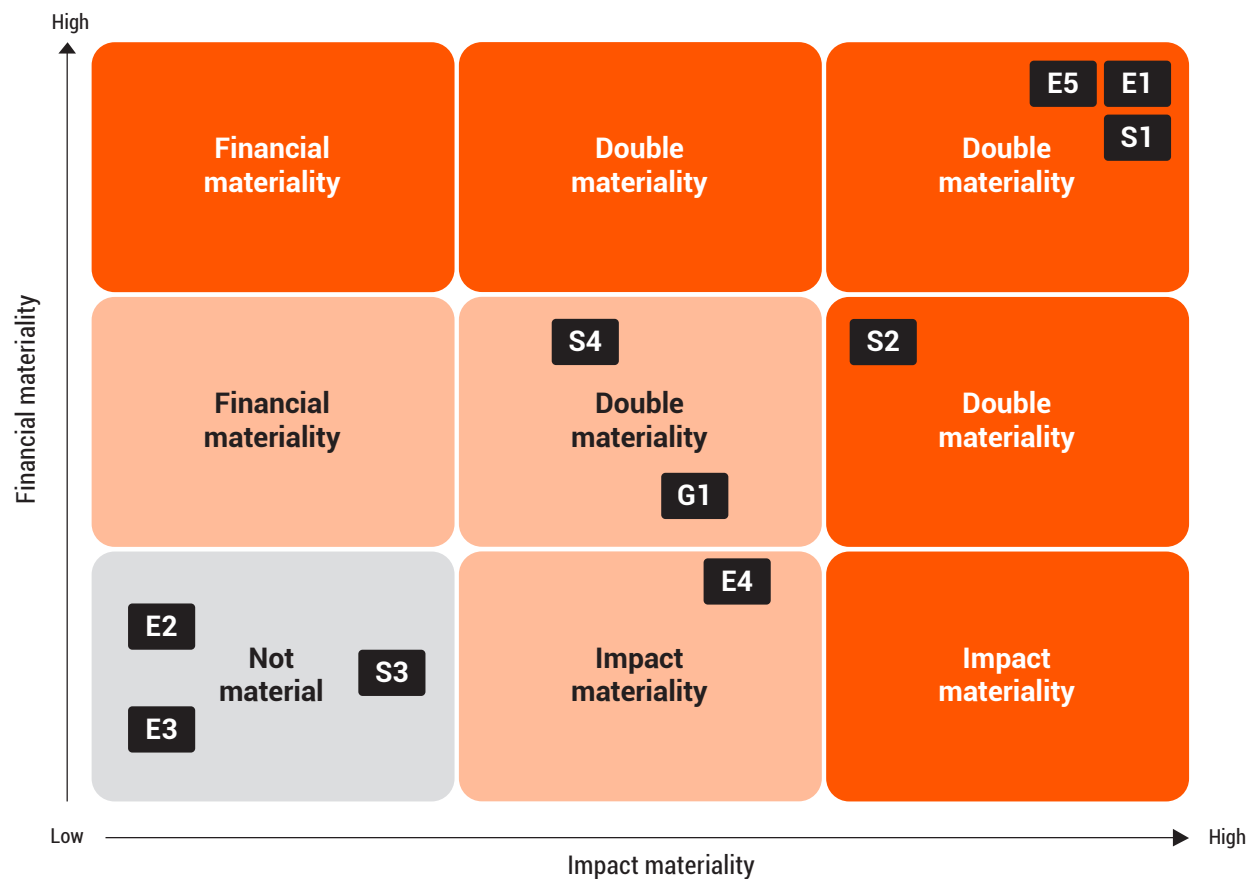 High
E5 E1
S1
Financial
materiality
Double
materiality
Double
materiality
S4
S2
Financial
materiality
Double
materiality
Double
materiality
G1
E4
E2
Not
material
S3
E3
Impact
materiality
Impact
materiality
Financial materiality
Low
High
Impact materiality